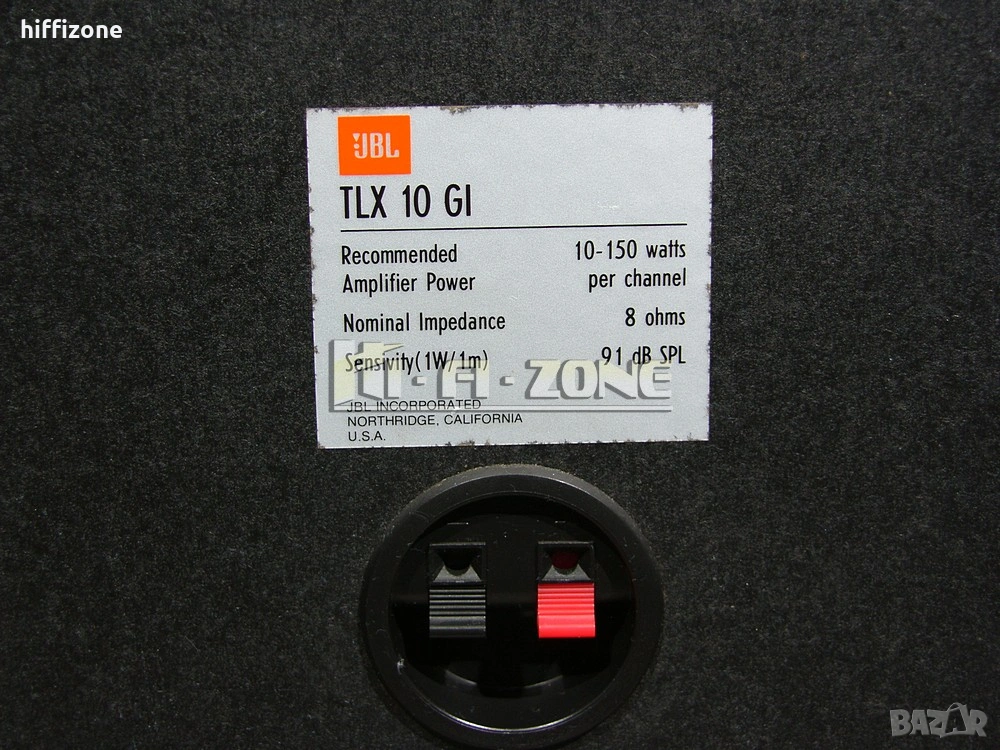 hiffizone
JBL
TLX 10 GI
Recommended 10-150 watts
Amplifier Power per channel
Nominal Impedance 8 ohms
Sensivity(1W/1m) 91 dB SPL
Hi-Fi-ZONE
JBL INCORPORATED
NORTHRIDGE, CALIFORNIA
U.S.A.
BAZAR